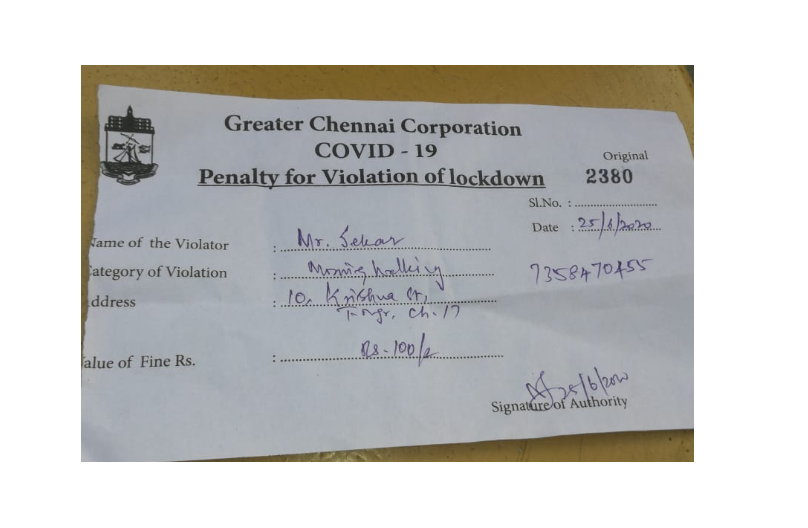 Greater Chennai Corporation
COVID - 19
Penalty for Violation of lockdown
Original
2380
Sl.No. :
Date : 25/6/2020
Name of the Violator : Mr. Sekar
Category of Violation : Morning Walking
7358470455
Address : 10, Krishna St,
T-Ngr, Ch-17
alue of Fine Rs. : Rs-100/-
25/6/2020
Signature of Authority